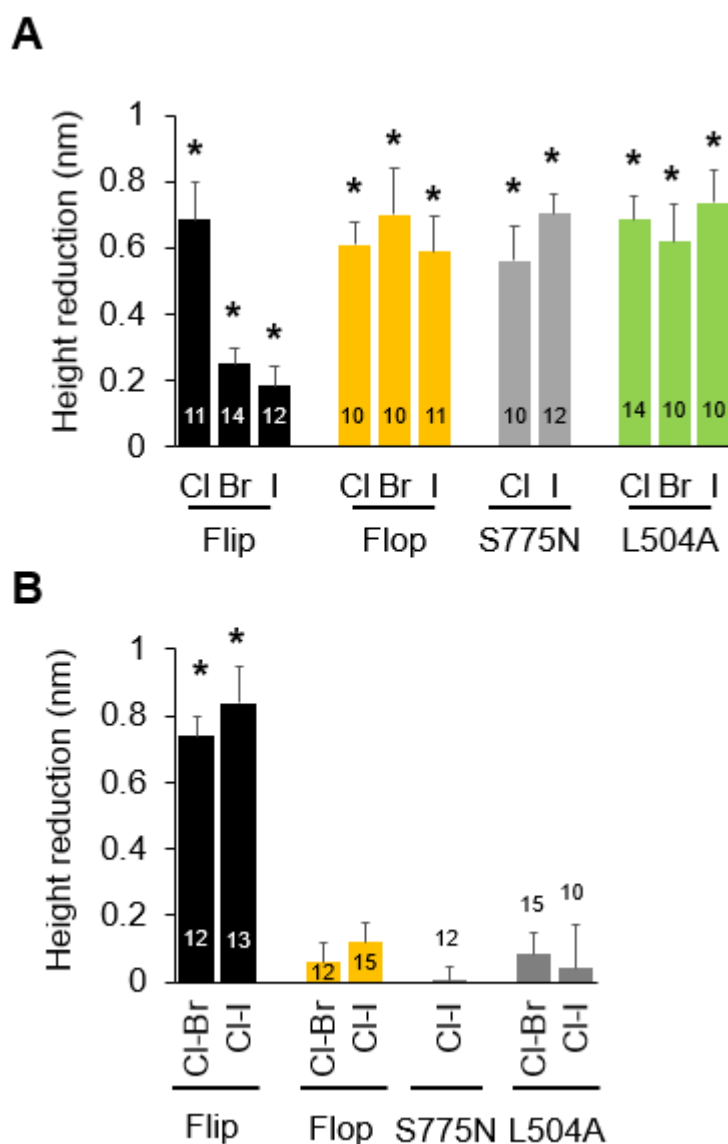 A
Height reduction (nm)
1
0.8
0.6
0.4
0.2
0
* * * * * * * * * * *
11 14 12 10 10 11 10 12 14 10 10
Cl Br I Cl Br I Cl I Cl Br I
Flip Flop S775N L504A
B
Height reduction (nm)
1
0.8
0.6
0.4
0.2
0
* *
12 13 12 15 12 15 10
Cl-Br Cl-I Cl-Br Cl-I Cl-I Cl-Br Cl-I
Flip Flop S775N L504A